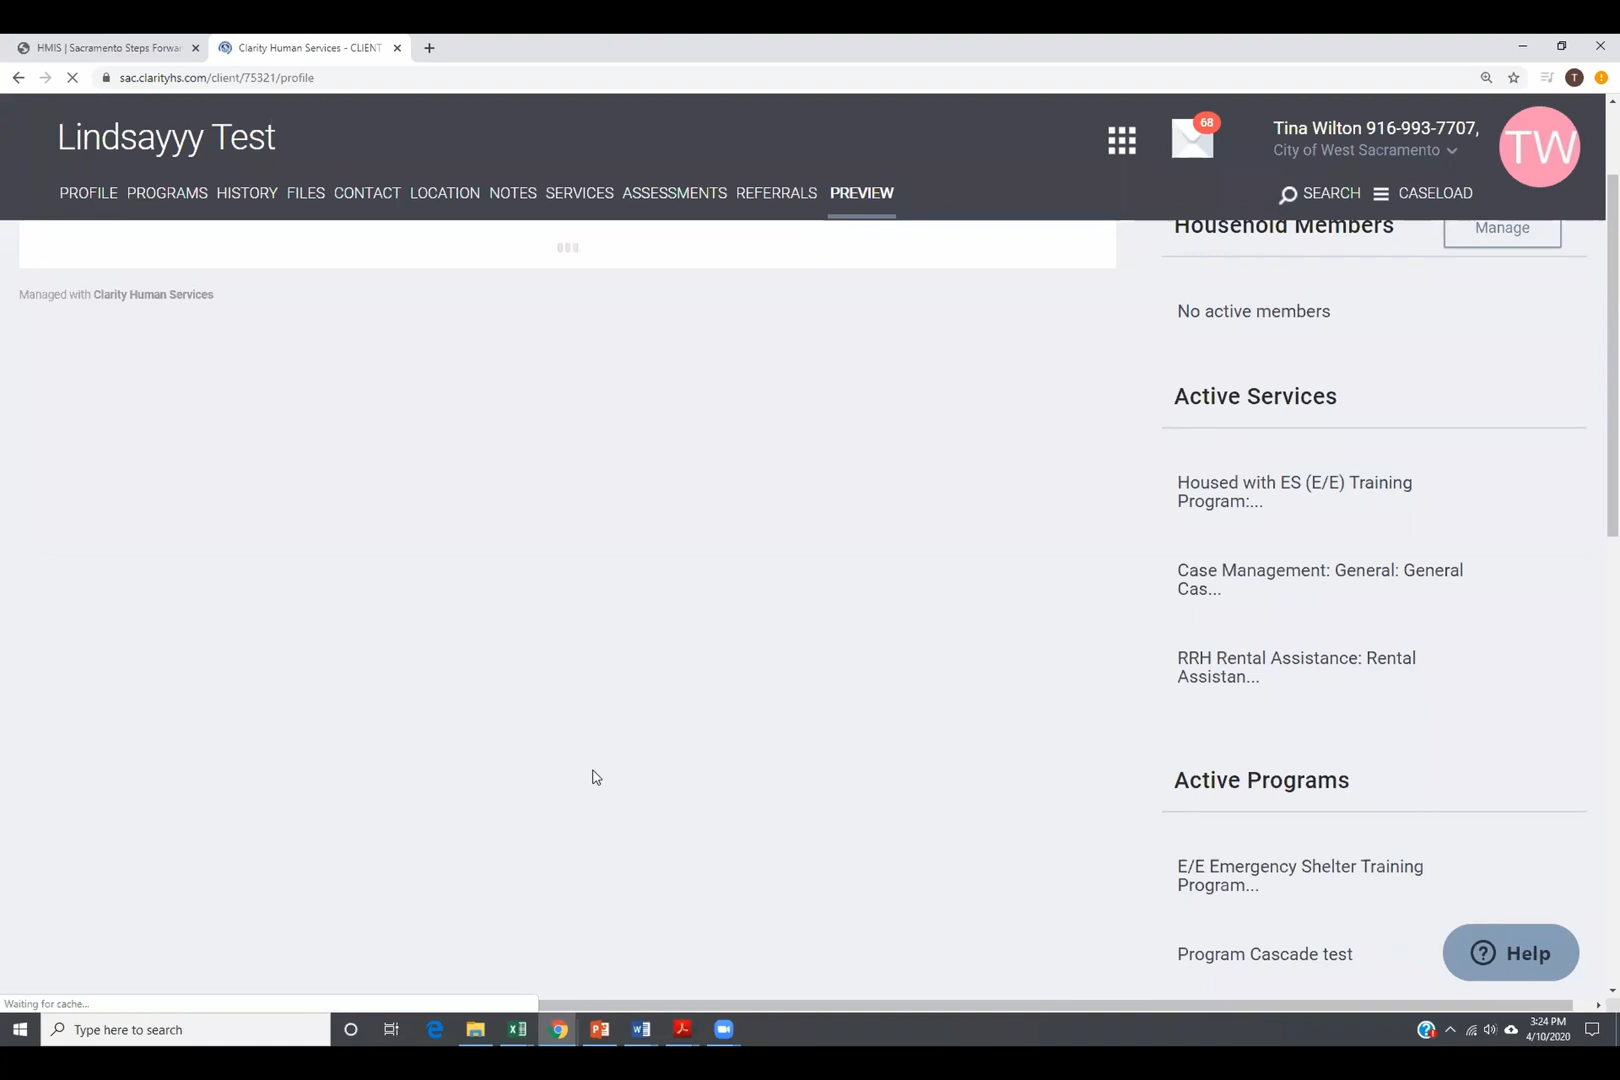 HMIS | Sacramento Steps Forwar
Clarity Human Services - CLIENT
sac.clarityhs.com/client/75321/profile
T
Lindsayyy Test
68
Tina Wilton 916-993-7707,
City of West Sacramento
TW
PROFILE PROGRAMS HISTORY FILES CONTACT LOCATION NOTES SERVICES ASSESSMENTS REFERRALS PREVIEW
SEARCH CASELOAD
Household Members
Manage
Managed with Clarity Human Services
No active members
Active Services
Housed with ES (E/E) Training
Program:...
Case Management: General: General
Cas...
RRH Rental Assistance: Rental
Assistan...
Active Programs
E/E Emergency Shelter Training
Program...
Program Cascade test
? Help
Waiting for cache...
Type here to search
3:24 PM
4/10/2020